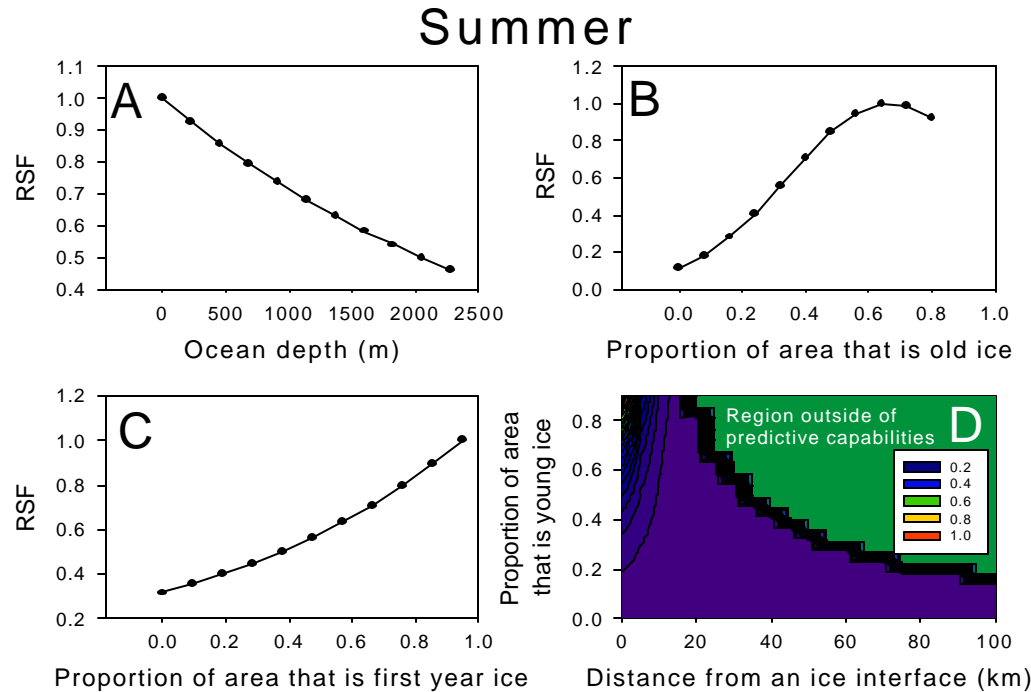 Summer
A
RSF
1.1
1.0
0.9
0.8
0.7
0.6
0.5
0.4
0 500 1000 1500 2000 2500
Ocean depth (m)
B
RSF
1.2
1.0
0.8
0.6
0.4
0.2
0.0
0.0 0.2 0.4 0.6 0.8 1.0
Proportion of area that is old ice
C
RSF
1.2
1.0
0.8
0.6
0.4
0.2
0.0 0.2 0.4 0.6 0.8 1.0
Proportion of area that is first year ice
D
Proportion of area
that is young ice
0.8
0.6
0.4
0.2
0.0
Region outside of
predictive capabilities
0.2
0.4
0.6
0.8
1.0
0 20 40 60 80 100
Distance from an ice interface (km)